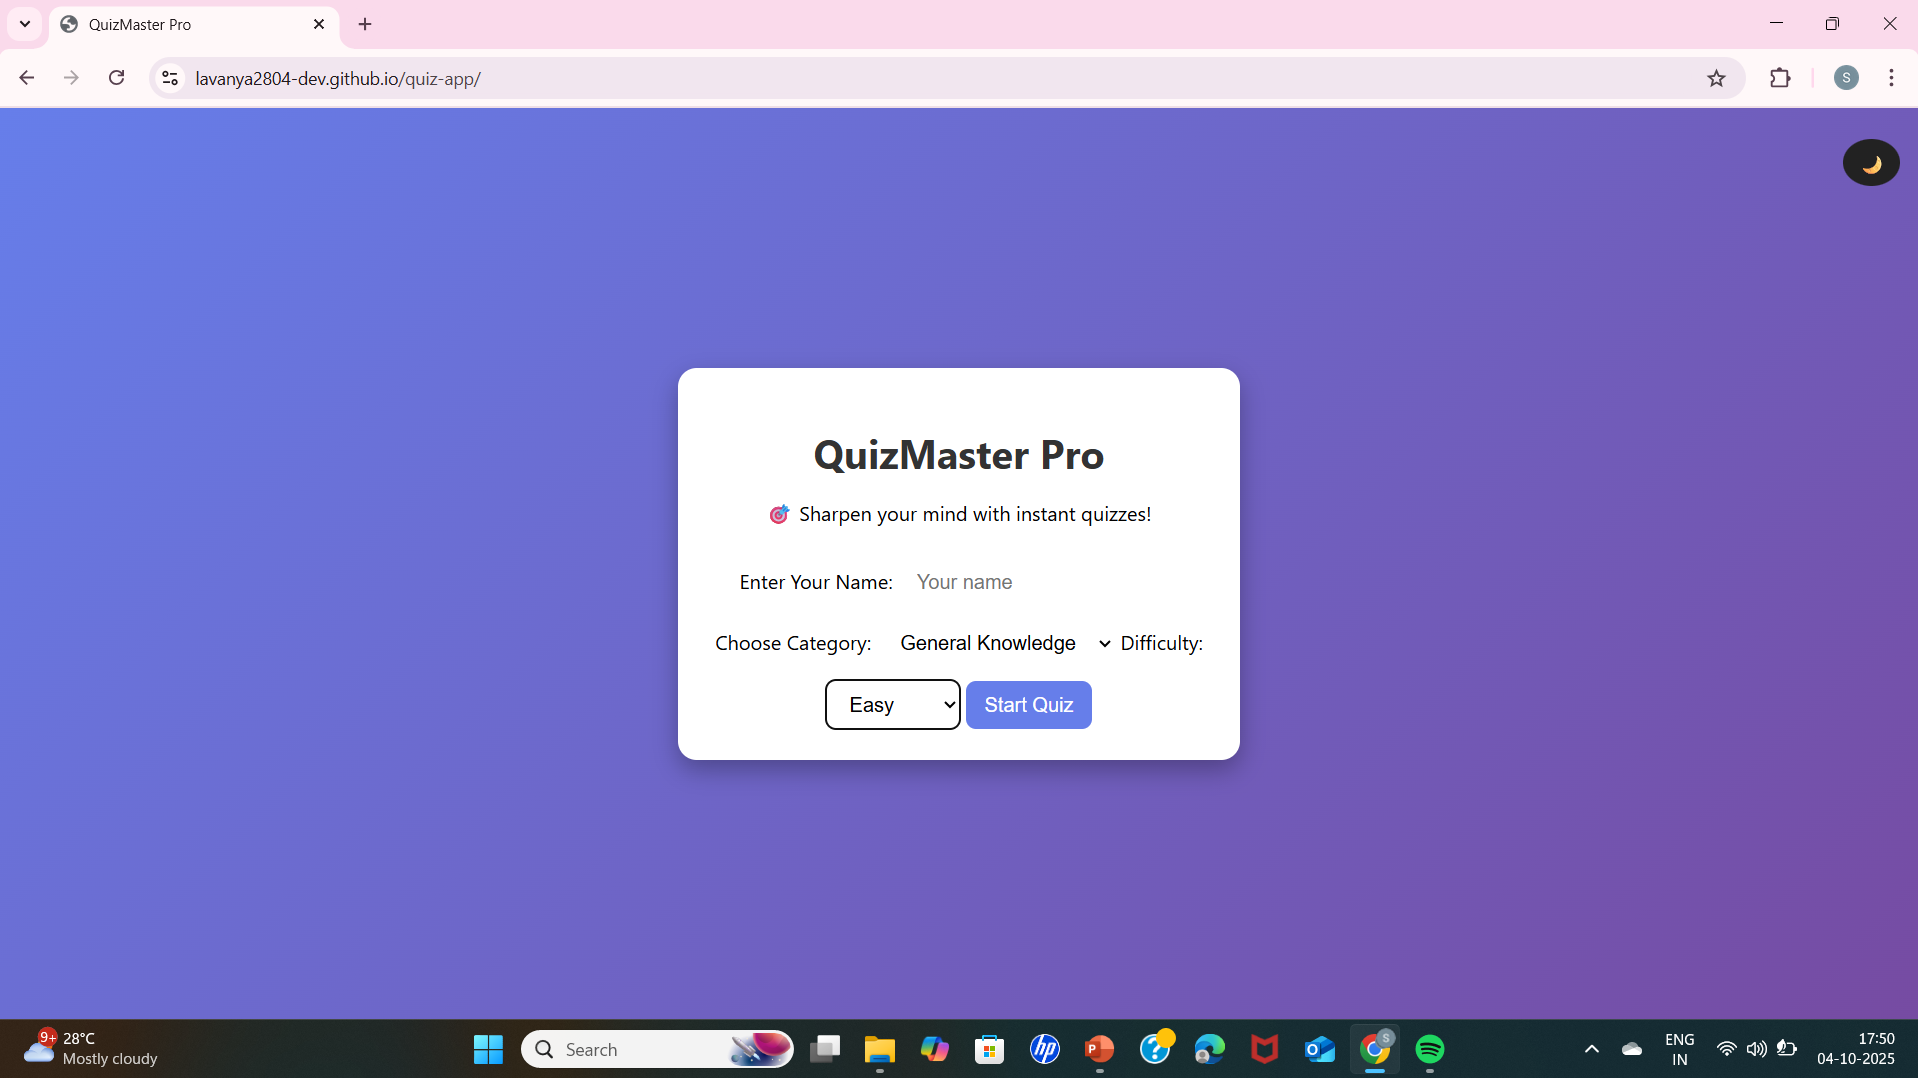 QuizMaster Pro
lavanya2804-dev.github.io/quiz-app/
S
QuizMaster Pro
Sharpen your mind with instant quizzes!
Enter Your Name: Your name
Choose Category: General Knowledge Difficulty:
Easy Start Quiz
9+ 28°C
Mostly cloudy
Search
hp
P
?
O
S
ENG
IN
17:50
04-10-2025